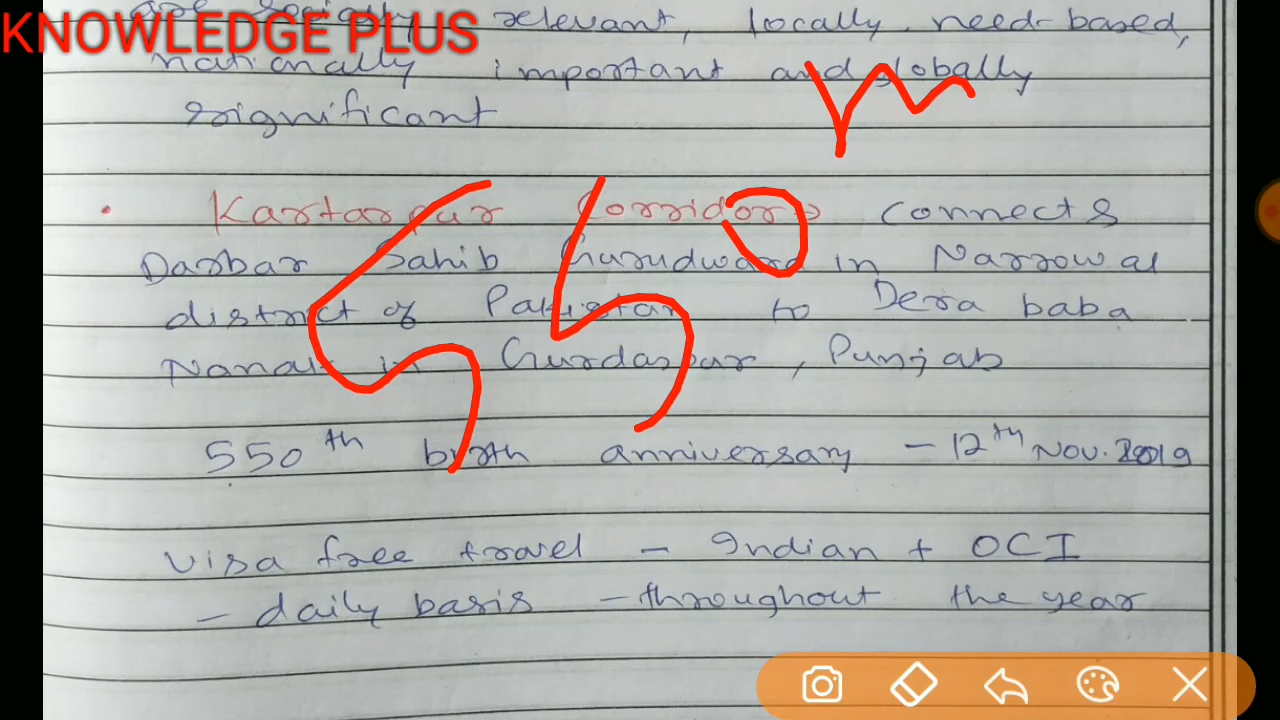 KNOWLEDGE PLUS
are socially relevant, locally need-based,
nationally important and globally
significant
• Kartarpur Corridor → connects
Darbar Sahib Gurudwara in Narrowal
district of Pakistan to Dera baba
Nanak in Gurdaspur, Punjab
550th birth anniversary - 12th Nov. 2019
Visa free travel - Indian + OCI
- daily basis - throughout the year
550